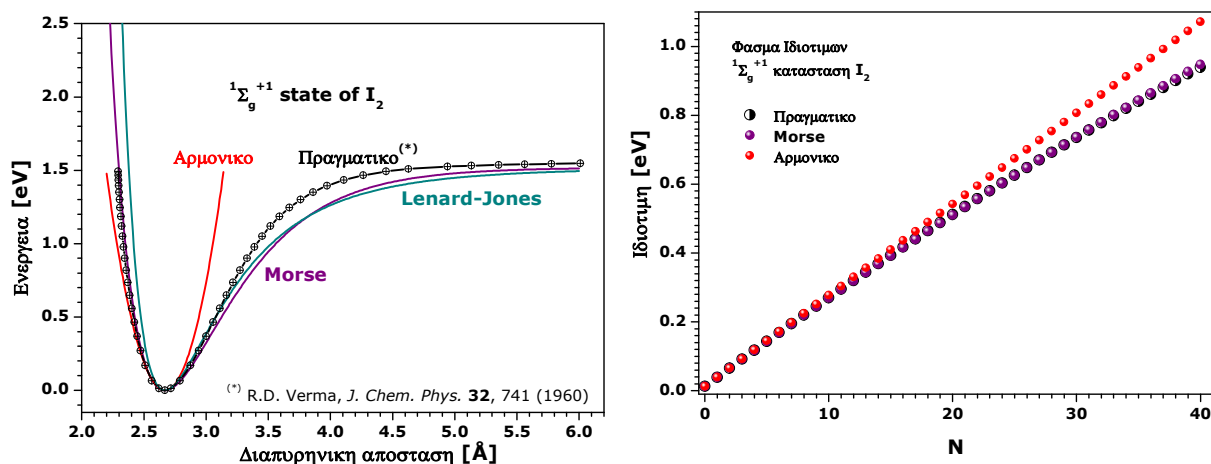 2.5
2.0
1.5
1.0
0.5
0.0
2.0 2.5 3.0 3.5 4.0 4.5 5.0 5.5 6.0
Ενεργεια [eV]
Διαπυρηνικη αποσταση [Å]
¹Σg⁺¹ state of I₂
Αρμονικο
Πραγματικο(*)
Lenard-Jones
Morse
(*) R.D. Verma, J. Chem. Phys. 32, 741 (1960)
1.0
0.8
0.6
0.4
0.2
0.0
0 10 20 30 40
Ιδιοτιμη [eV]
N
Φασμα Ιδιοτιμων
¹Σg⁺¹ κατασταση I₂
Πραγματικο
Morse
Αρμονικο